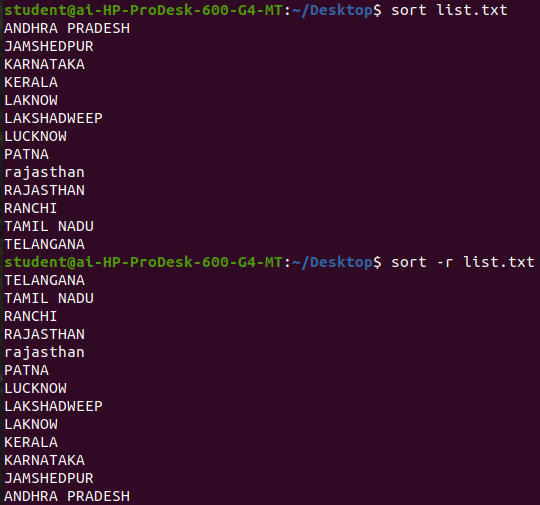 student@ai-HP-ProDesk-600-G4-MT:~/Desktop$ sort list.txt
ANDHRA PRADESH
JAMSHEDPUR
KARNATAKA
KERALA
LAKNOW
LAKSHADWEEP
LUCKNOW
PATNA
rajasthan
RAJASTHAN
RANCHI
TAMIL NADU
TELANGANA
student@ai-HP-ProDesk-600-G4-MT:~/Desktop$ sort -r list.txt
TELANGANA
TAMIL NADU
RANCHI
RAJASTHAN
rajasthan
PATNA
LUCKNOW
LAKSHADWEEP
LAKNOW
KERALA
KARNATAKA
JAMSHEDPUR
ANDHRA PRADESH